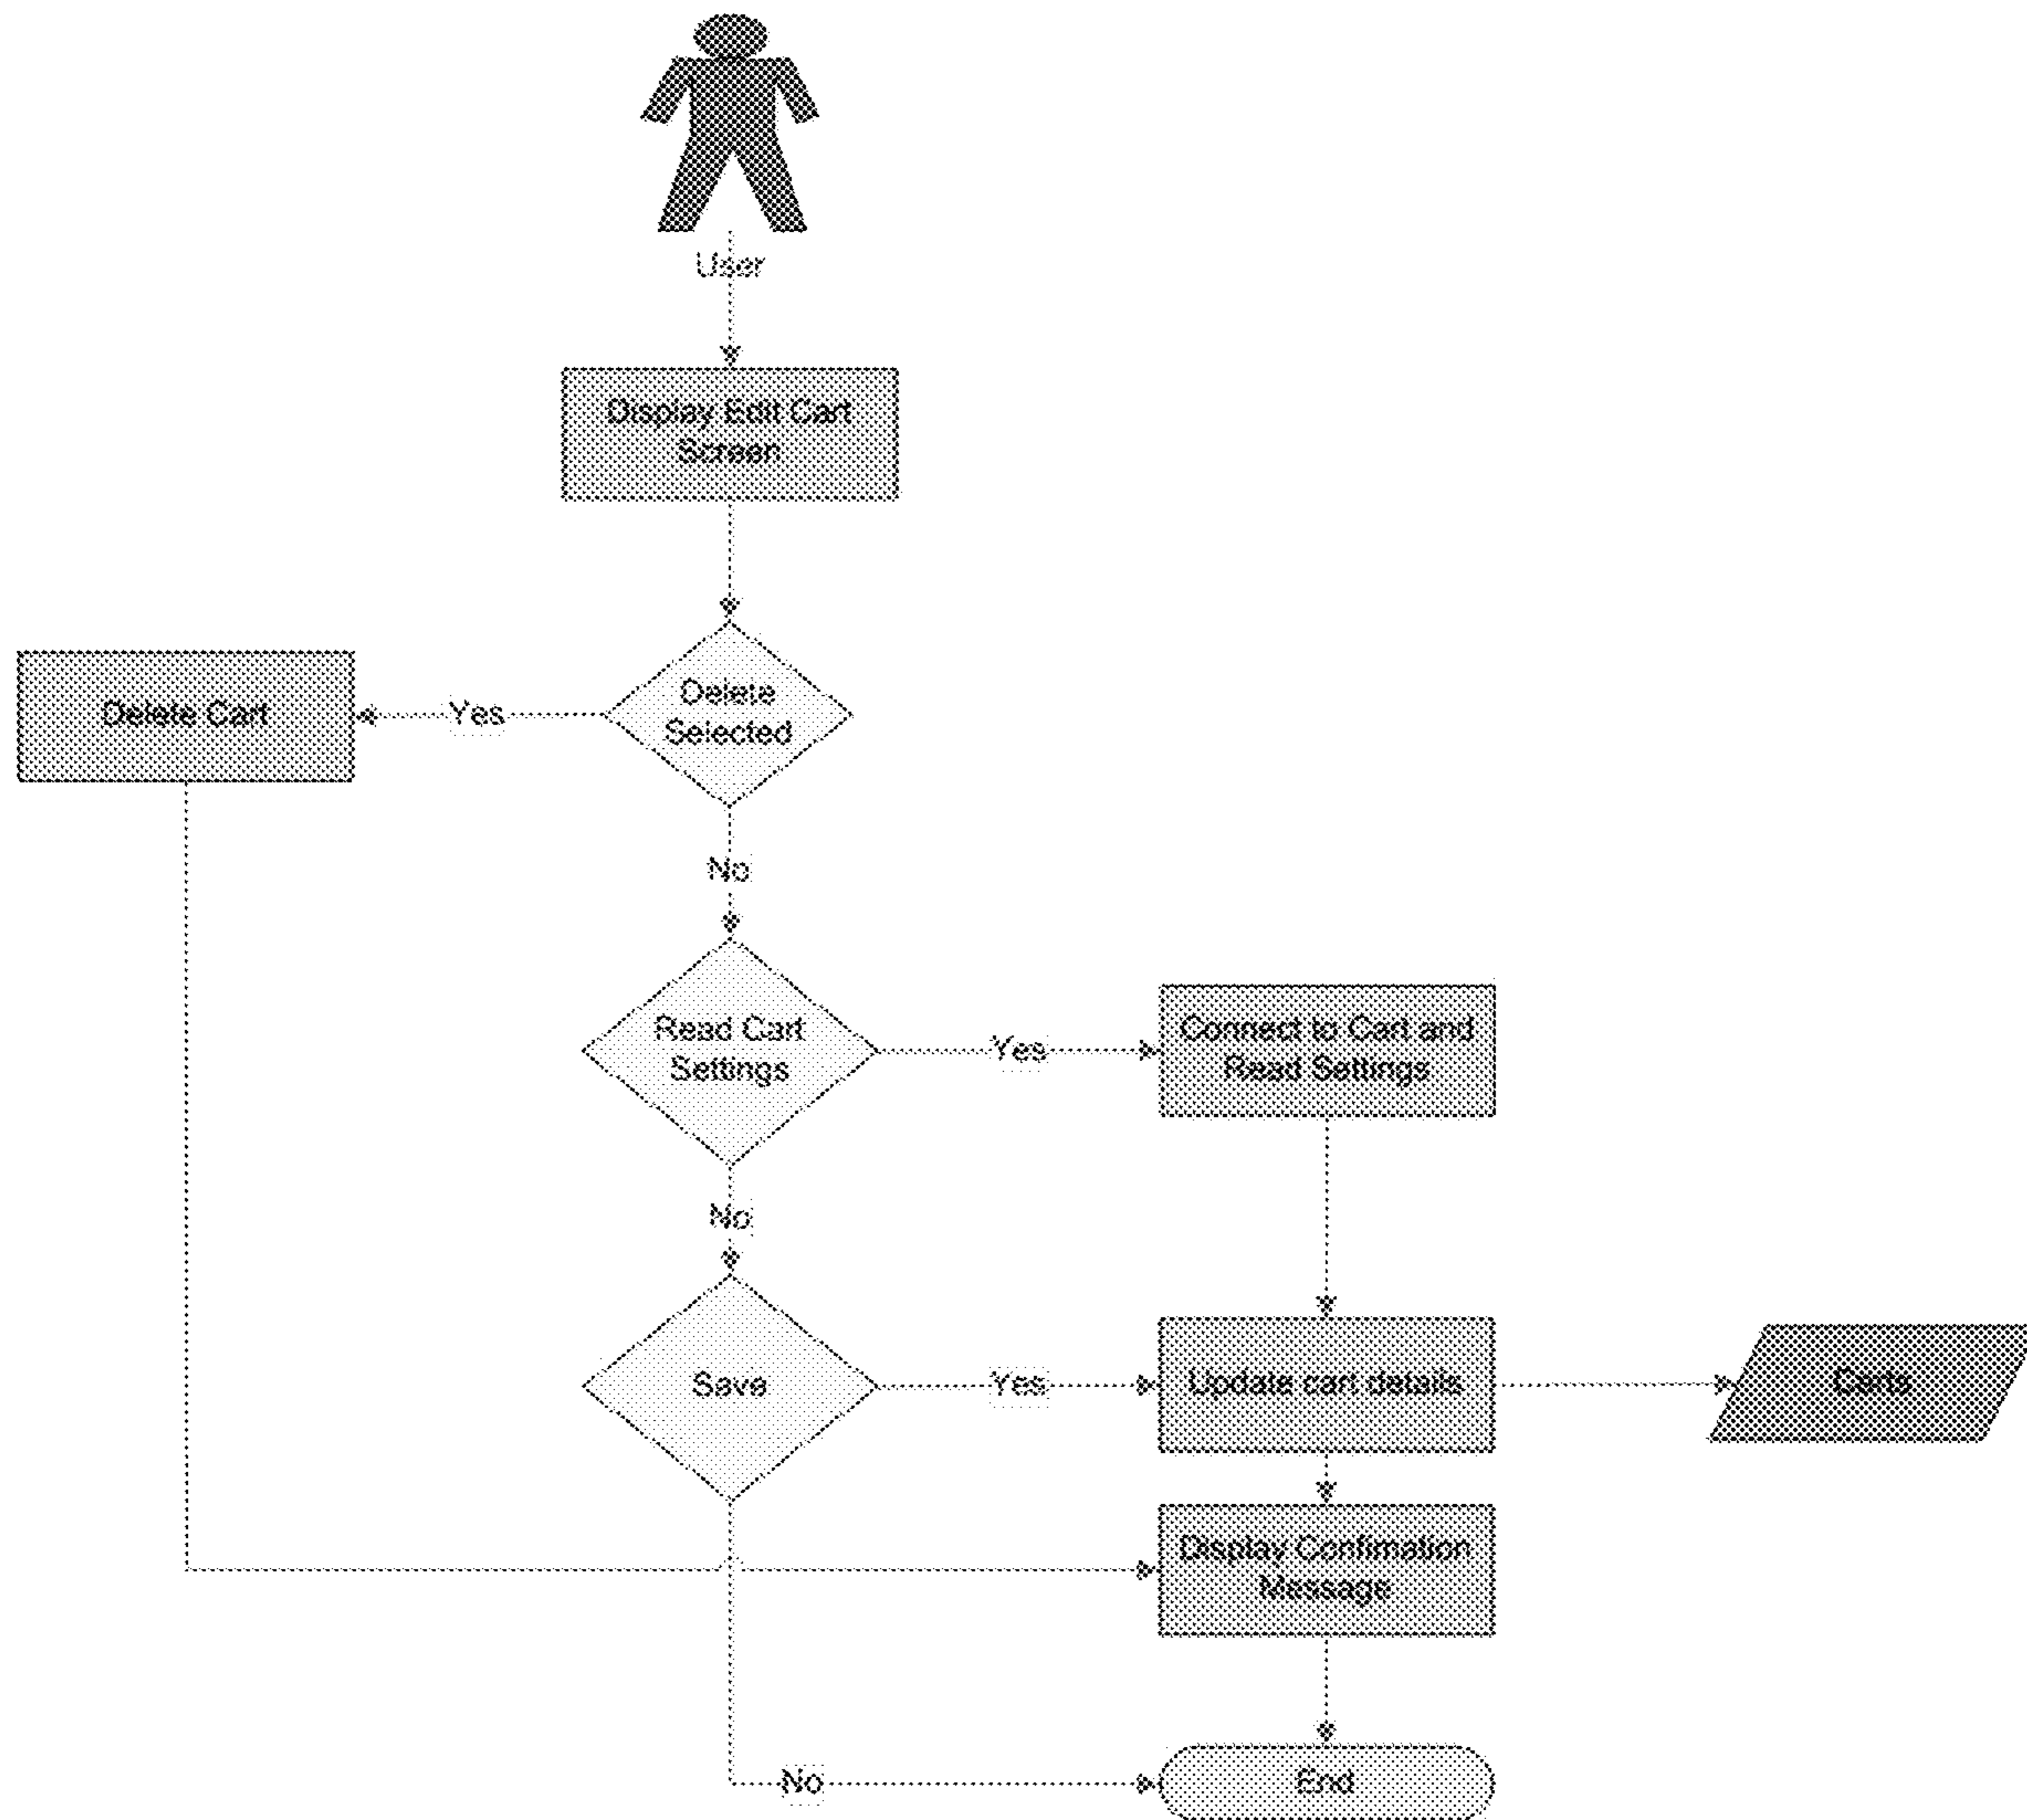 User
Display Edit Cart
Screen
Delete
Selected
Yes
Delete Cart
No
Read Cart
Settings
Yes
Connect to Cart and
Read Settings
No
Save
Yes
Update cart details
Carts
Display Confimation
Message
No
End